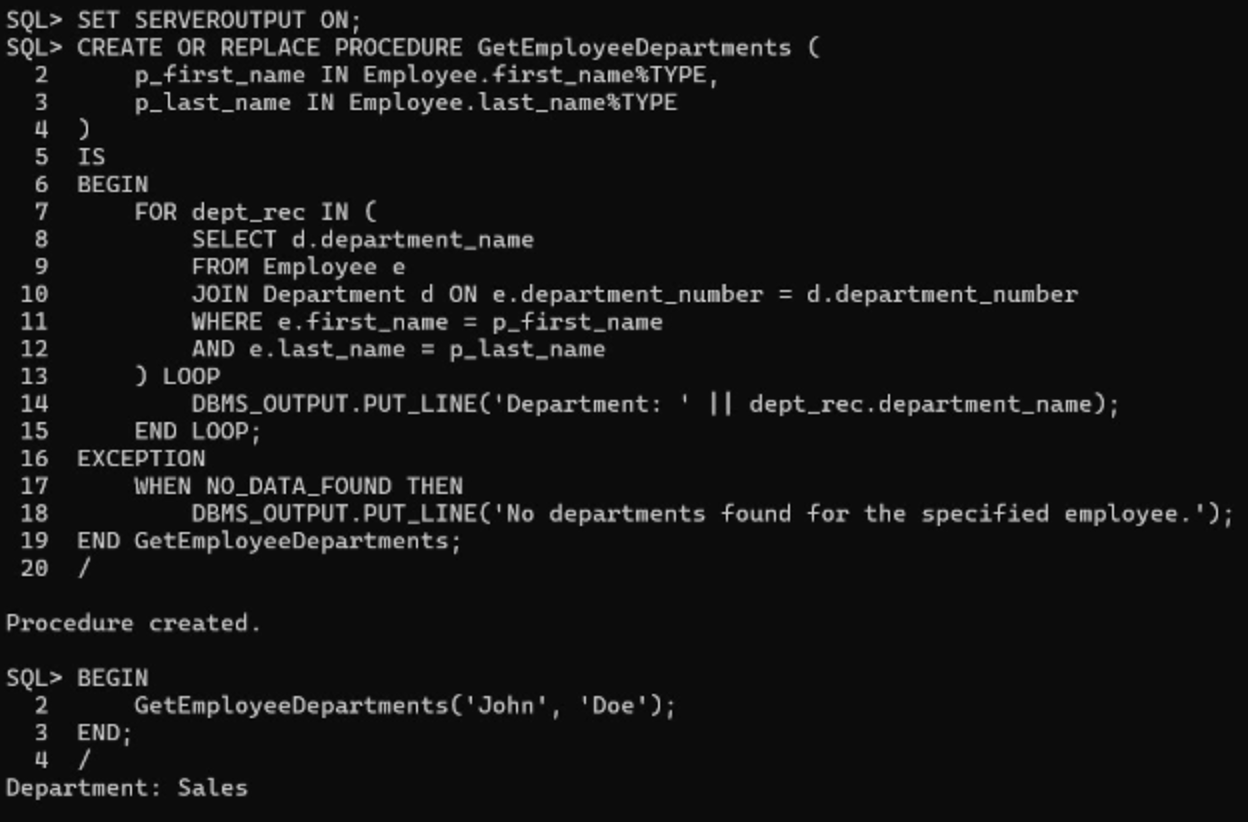 SQL> SET SERVEROUTPUT ON;
SQL> CREATE OR REPLACE PROCEDURE GetEmployeeDepartments (
  2      p_first_name IN Employee.first_name%TYPE,
  3      p_last_name IN Employee.last_name%TYPE
  4  )
  5  IS
  6  BEGIN
  7      FOR dept_rec IN (
  8          SELECT d.department_name
  9          FROM Employee e
 10          JOIN Department d ON e.department_number = d.department_number
 11          WHERE e.first_name = p_first_name
 12          AND e.last_name = p_last_name
 13      ) LOOP
 14          DBMS_OUTPUT.PUT_LINE('Department: ' || dept_rec.department_name);
 15      END LOOP;
 16  EXCEPTION
 17      WHEN NO_DATA_FOUND THEN
 18          DBMS_OUTPUT.PUT_LINE('No departments found for the specified employee.');
 19  END GetEmployeeDepartments;
 20  /
Procedure created.
SQL> BEGIN
  2      GetEmployeeDepartments('John', 'Doe');
  3  END;
  4  /
Department: Sales